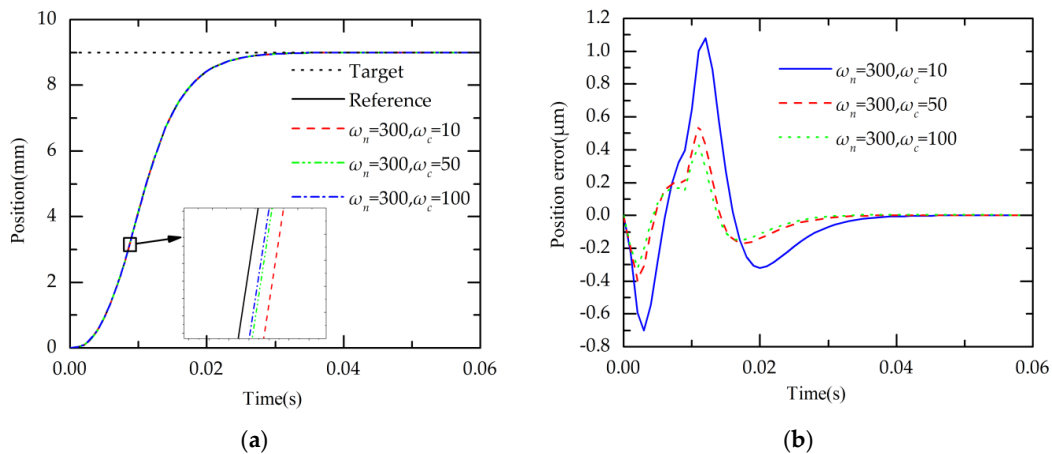 10
8
6
4
2
0
0.00
0.02
0.04
0.06
Position(mm)
Time(s)
Target
Reference
ωn=300,ωc=10
ωn=300,ωc=50
ωn=300,ωc=100
(a)
1.2
1.0
0.8
0.6
0.4
0.2
0.0
-0.2
-0.4
-0.6
-0.8
0.00
0.02
0.04
0.06
Position error(μm)
Time(s)
ωn=300,ωc=10
ωn=300,ωc=50
ωn=300,ωc=100
(b)